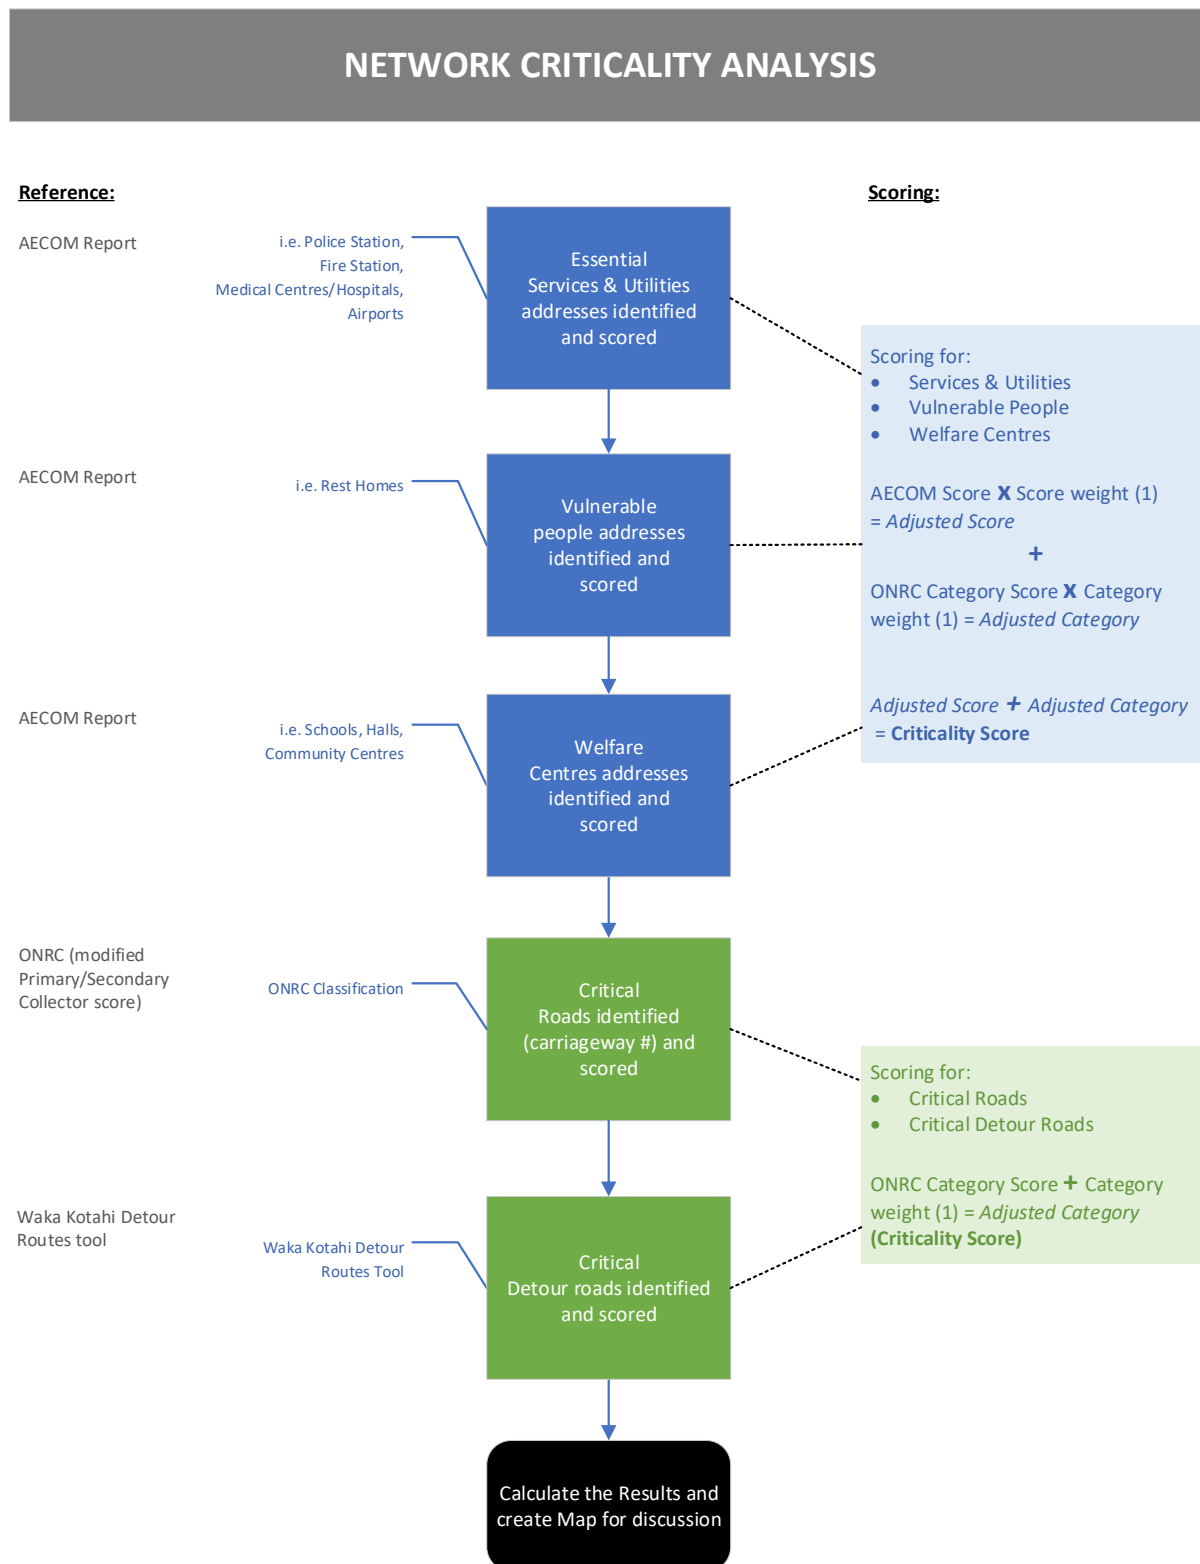 NETWORK CRITICALITY ANALYSIS
Reference:
Scoring:
AECOM Report
i.e. Police Station,
Fire Station,
Medical Centres/Hospitals,
Airports
Essential
Services & Utilities
addresses identified
and scored
Scoring for:
• Services & Utilities
• Vulnerable People
• Welfare Centres
AECOM Score X Score weight (1)
= Adjusted Score
+
ONRC Category Score X Category
weight (1) = Adjusted Category
Adjusted Score + Adjusted Category
= Criticality Score
AECOM Report
i.e. Rest Homes
Vulnerable
people addresses
identified and
scored
AECOM Report
i.e. Schools, Halls,
Community Centres
Welfare
Centres addresses
identified and
scored
ONRC (modified
Primary/Secondary
Collector score)
ONRC Classification
Critical
Roads identified
(carriageway #) and
scored
Scoring for:
• Critical Roads
• Critical Detour Roads
ONRC Category Score + Category
weight (1) = Adjusted Category
(Criticality Score)
Waka Kotahi Detour
Routes tool
Waka Kotahi Detour
Routes Tool
Critical
Detour roads identified
and scored
Calculate the Results and
create Map for discussion